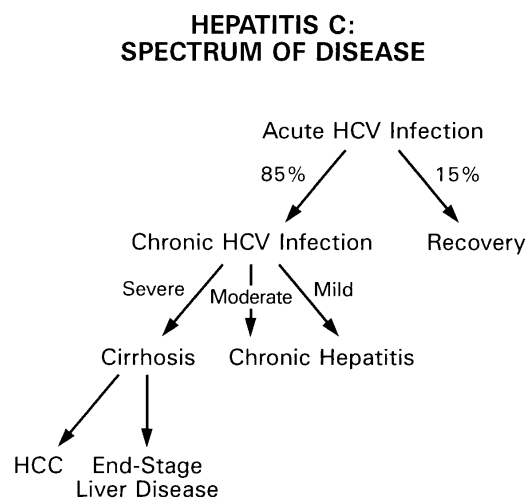 HEPATITIS C:
SPECTRUM OF DISEASE
Acute HCV Infection
85%
15%
Chronic HCV Infection
Recovery
Severe
Moderate
Mild
Cirrhosis
Chronic Hepatitis
HCC
End-Stage
Liver Disease